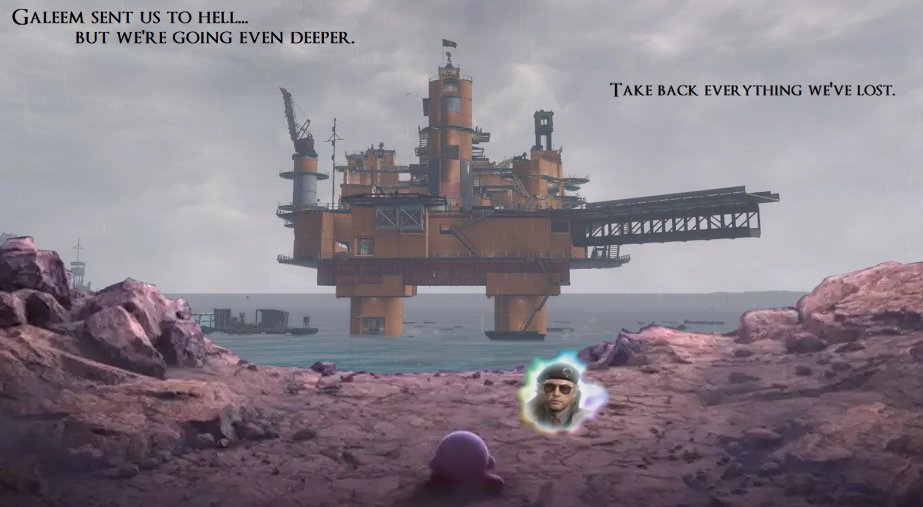 Galeem sent us to hell...
but we're going even deeper.
Take back everything we've lost.